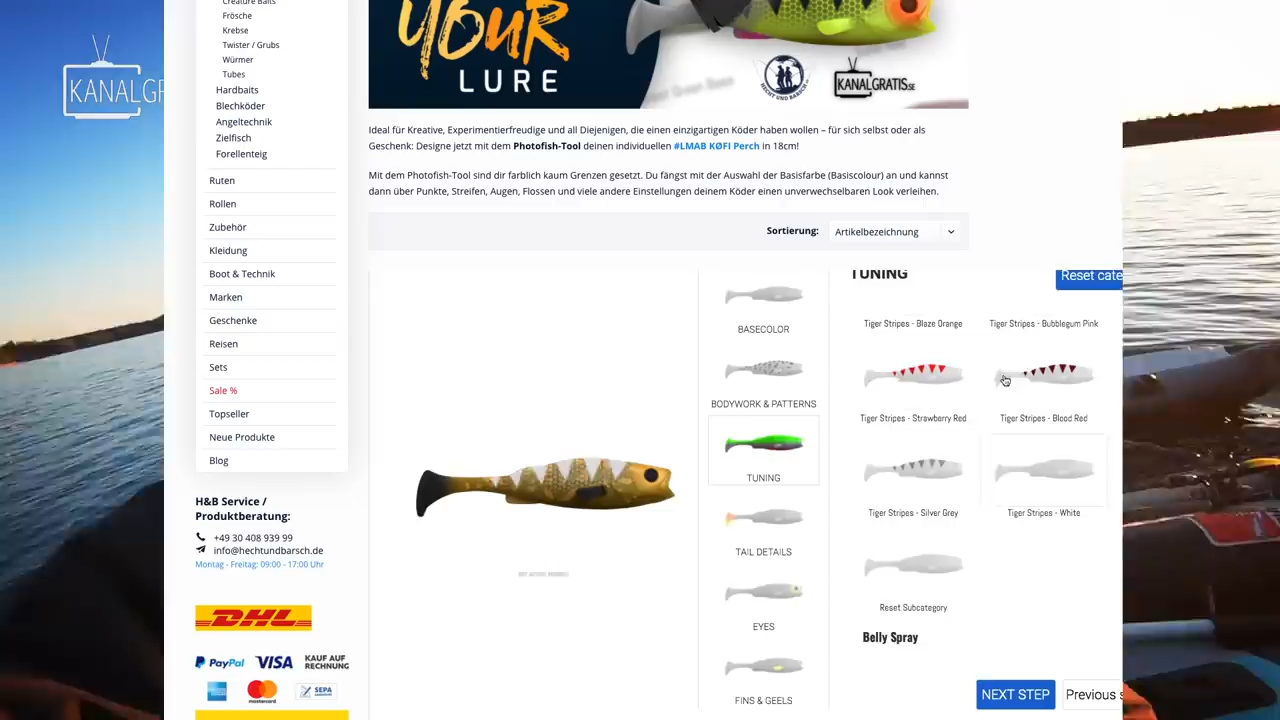 KANALGR
Creature Baits
Frösche
Krebse
Twister / Grubs
Würmer
Tubes
Hardbaits
Blechköder
Angeltechnik
Zielfisch
Forellenteig
Ruten
Rollen
Zubehör
Kleidung
Boot & Technik
Marken
Geschenke
Reisen
Sets
Sale %
Topseller
Neue Produkte
Blog
H&B Service /
Produktberatung:
+49 30 408 939 99
info@hechtundbarsch.de
Montag - Freitag: 09:00 - 17:00 Uhr
DHL
PayPal
VISA
KAUF AUF
RECHNUNG
mastercard
SEPA
YOUR
LURE
HECHT UND BARSCH
KANALGRATIS.SE
Ideal für Kreative, Experimentierfreudige und all Diejenigen, die einen einzigartigen Köder haben wollen – für sich selbst oder als
Geschenk: Designe jetzt mit dem Photofish-Tool deinen individuellen #LMAB KØFI Perch in 18cm!
Mit dem Photofish-Tool sind dir farblich kaum Grenzen gesetzt. Du fängst mit der Auswahl der Basisfarbe (Basiscolour) an und kannst
dann über Punkte, Streifen, Augen, Flossen und viele andere Einstellungen deinem Köder einen unverwechselbaren Look verleihen.
Sortierung:
Artikelbezeichnung
BASECOLOR
BODYWORK & PATTERNS
TUNING
TAIL DETAILS
EYES
FINS & GEELS
TUNING
Reset cate
Tiger Stripes - Blaze Orange
Tiger Stripes - Bubblegum Pink
Tiger Stripes - Strawberry Red
Tiger Stripes - Blood Red
Tiger Stripes - Silver Grey
Tiger Stripes - White
Reset Subcategory
Belly Spray
NEXT STEP
Previous s